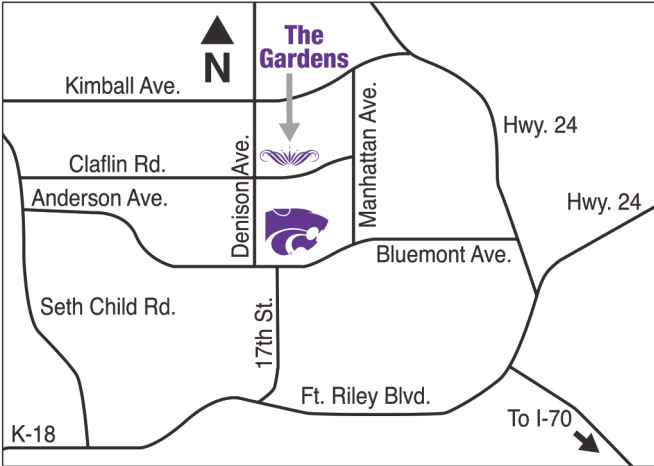 The
Gardens
N
Kimball Ave.
Hwy. 24
Claflin Rd.
Denison Ave.
Manhattan Ave.
Anderson Ave.
Hwy. 24
Bluemont Ave.
Seth Child Rd.
17th St.
Ft. Riley Blvd.
To I-70
K-18